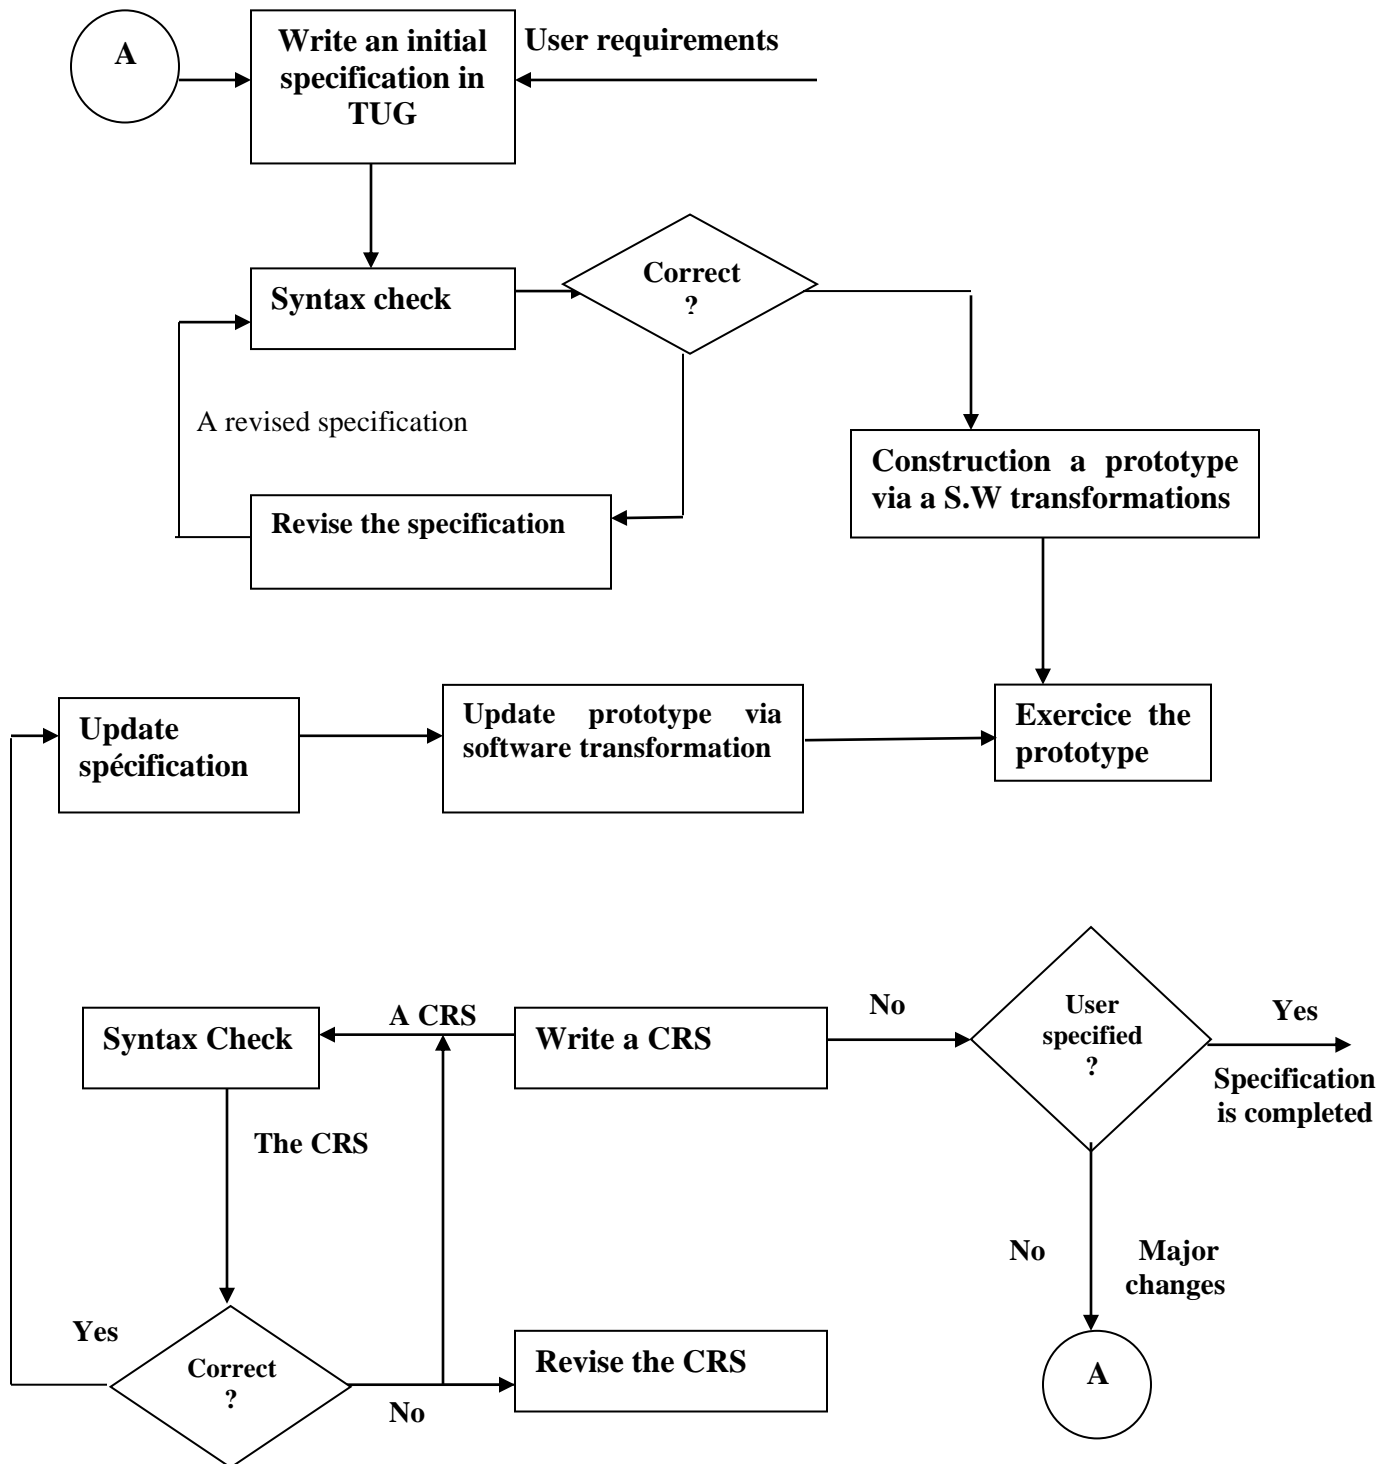 A
Write an initial
specification in
TUG
User requirements
Syntax check
Correct
?
A revised specification
Construction a prototype
via a S.W transformations
Revise the specification
Update
spécification
Update prototype via
software transformation
Exercice the
prototype
Syntax Check
A CRS
Write a CRS
No
User
specified
?
Yes
Specification
is completed
The CRS
No
Major
changes
Yes
Correct
?
No
Revise the CRS
A